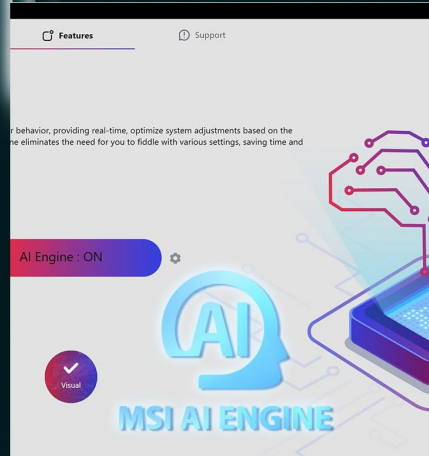 Features
Support
behavior, providing real-time, optimize system adjustments based on the
eliminates the need for you to fiddle with various settings, saving time and
AI Engine : ON
AI
Visual
MSI AI ENGINE